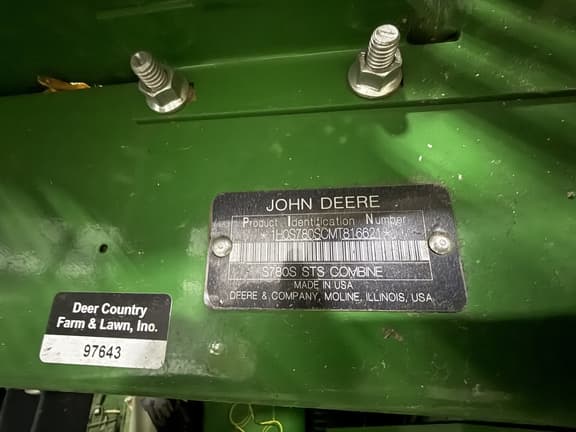 JOHN DEERE
Product Identification Number
*1H0S780SCMT816621*
S780S STS COMBINE
MADE IN USA
DEERE & COMPANY, MOLINE, ILLINOIS, USA
Deer Country
Farm & Lawn, Inc.
97643